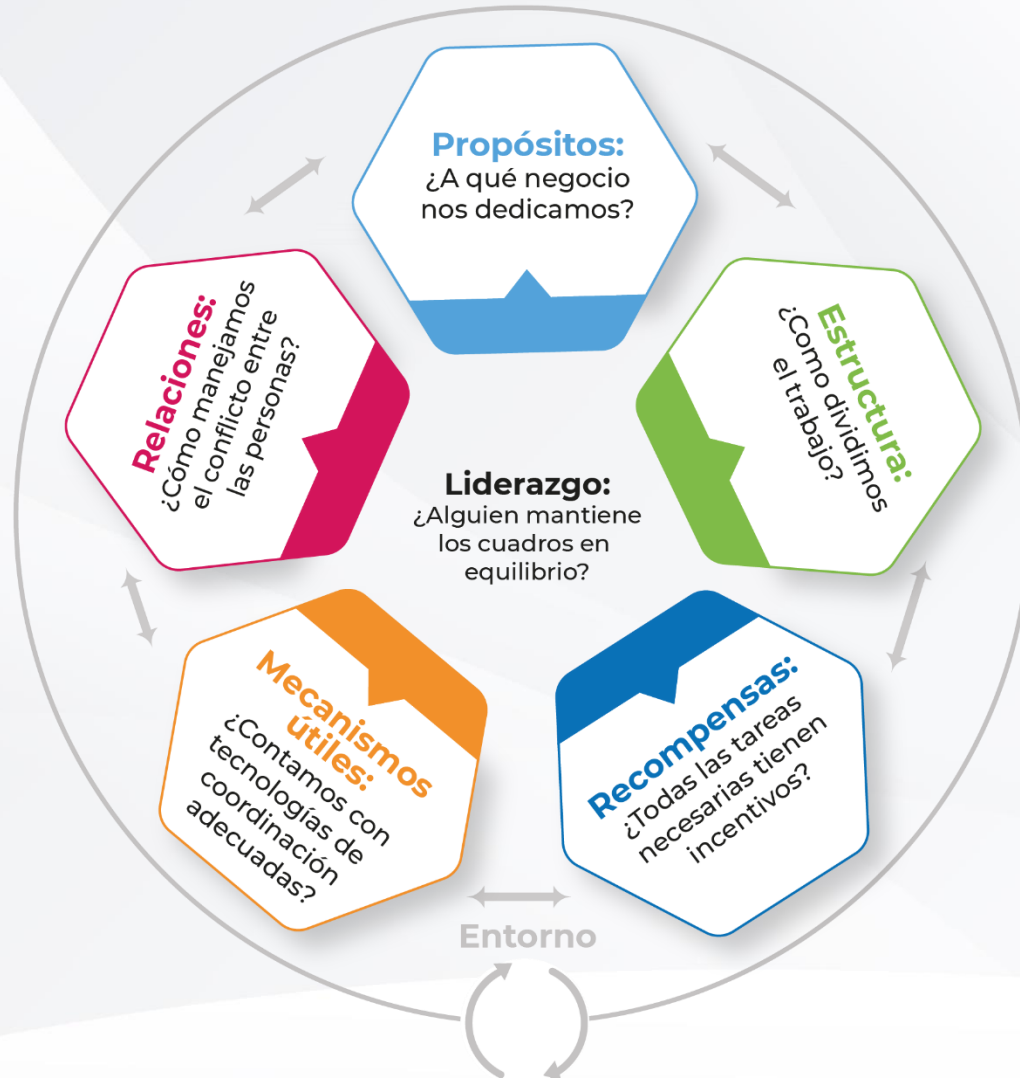 Propósitos:
¿A qué negocio
nos dedicamos?
Estructura:
¿Como dividimos
el trabajo?
Recompensas:
¿Todas las tareas
necesarias tienen
incentivos?
Mecanismos
útiles:
¿Contamos con
tecnologías de
coordinación
adecuadas?
Relaciones:
¿Cómo manejamos
el conflicto entre
las personas?
Liderazgo:
¿Alguien mantiene
los cuadros en
equilibrio?
Entorno